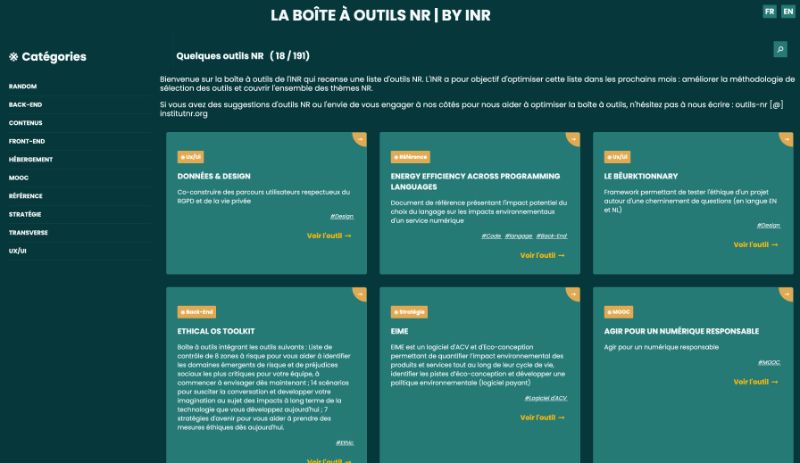 LA BOÎTE À OUTILS NR | BY INR
FR EN
※ Catégories
RANDOM
BACK-END
CONTENUS
FRONT-END
HÉBERGEMENT
MOOC
RÉFÉRENCE
STRATÉGIE
TRANSVERSE
UX/UI
Quelques outils NR ( 18 / 191)
Bienvenue sur la boîte à outils de l'INR qui recense une liste d'outils NR. L'INR a pour objectif d'optimiser cette liste dans les prochains mois : améliorer la méthodologie de
sélection des outils et couvrir l'ensemble des thèmes NR.
Si vous avez des suggestions d'outils NR ou l'envie de vous engager à nos côtés pour nous aider à optimiser la boîte à outils, n'hésitez pas à nous écrire : outils-nr [@]
institutnr.org
Ux/UI
DONNÉES & DESIGN
Co-construire des parcours utilisateurs respectueux du
RGPD et de la vie privée
#Design
Voir l'outil →
Référence
ENERGY EFFICIENCY ACROSS PROGRAMMING
LANGUAGES
Document de référence présentant l'impact potentiel du
choix du langage sur les impacts environnementaux
d'un service numérique
#Code #langage #Back-End
Voir l'outil →
Ux/UI
LE BËURKTIONNARY
Framework permettant de tester l'éthique d'un projet
autour d'une cheminement de questions (en langue EN
et NL)
#Design
Voir l'outil →
Back-End
ETHICAL OS TOOLKIT
Boîte à outils intégrant les outils suivants : Liste de
contrôle de 8 zones à risque pour vous aider à identifier
les domaines émergents de risque et de préjudices
sociaux les plus critiques pour votre équipe, à
commencer à envisager dès maintenant ; 14 scénarios
pour susciter la conversation et developper votre
imagination au sujet des impacts à long terme de la
technologie que vous développez aujourd'hui ; 7
stratégies d'avenir pour vous aider à prendre des
mesures éthiques dès aujourd'hui.
#Ethic
Voir l'outil →
Stratégie
EIME
EIME est un logiciel d'ACV et d'Eco-conception
permettant de quantifier l'impact environnemental des
produits et services tout au long de leur cycle de vie,
identifier les pistes d'éco-conception et développer une
politique environnementale (logiciel payant)
#Logiciel d'ACV
Voir l'outil →
MOOC
AGIR POUR UN NUMÉRIQUE RESPONSABLE
Agir pour un numérique responsable
#MOOC
Voir l'outil →